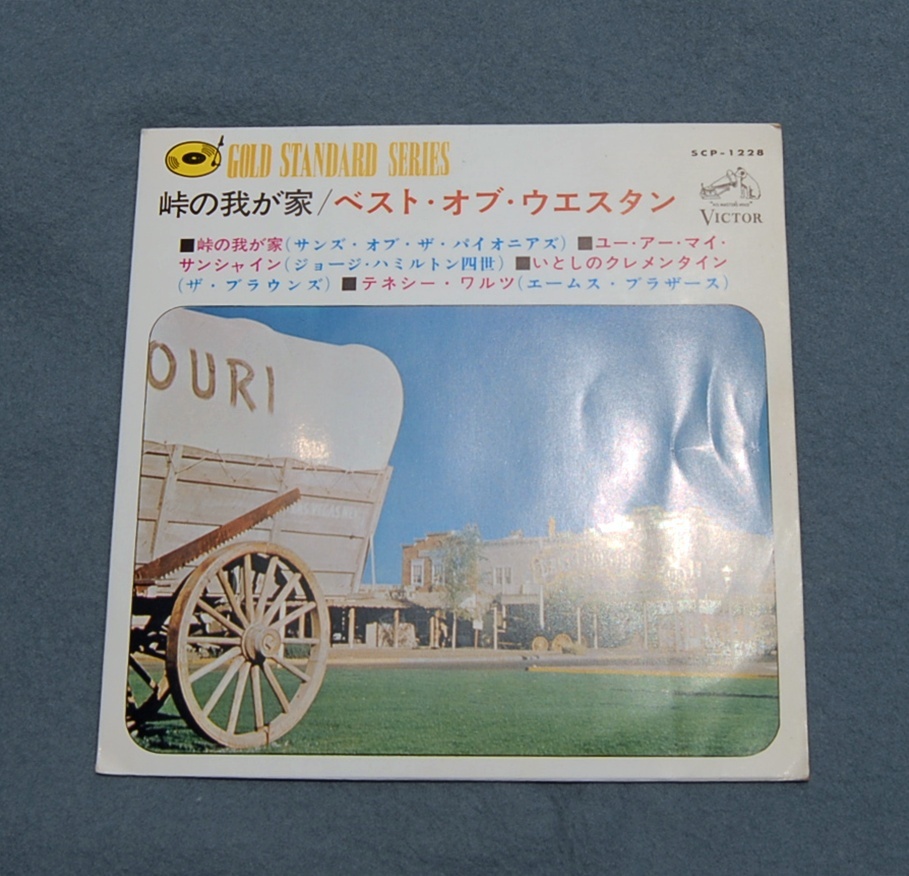 GOLD STANDARD SERIES
SCP-1228
峠の我が家/ベスト・オブ・ウエスタン
VICTOR
■峠の我が家(サンズ・オブ・ザ・パイオニアズ) ■ユー・アー・マイ・
サンシャイン(ジョージ・ハミルトン四世) ■いとしのクレメンタイン
(ザ・ブラウンズ) ■テネシー・ワルツ(エームス・ブラザース)
OURI